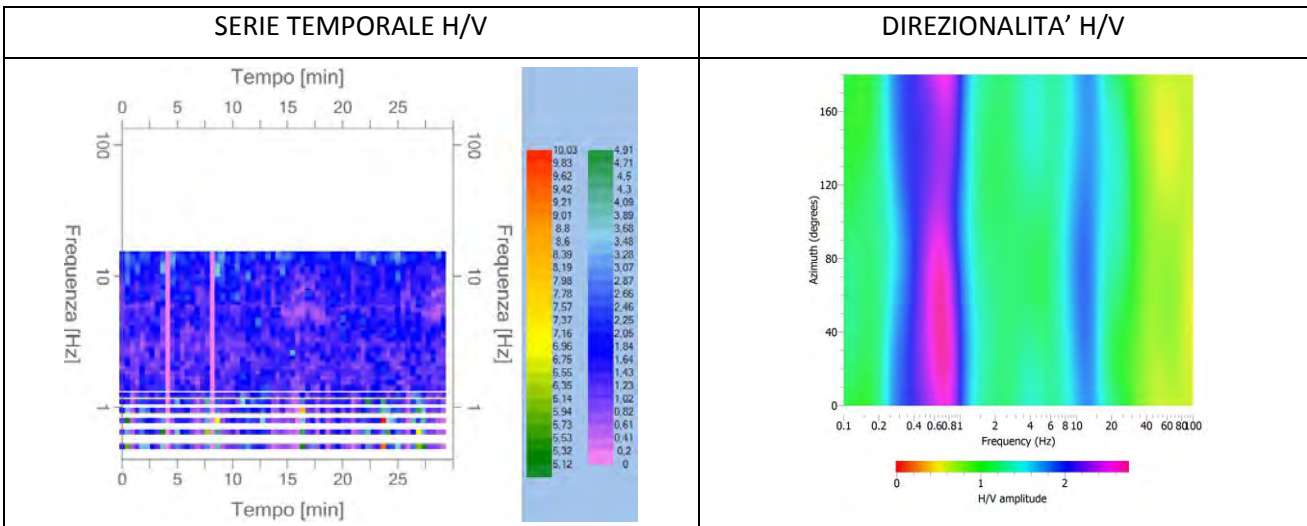 SERIE TEMPORALE H/V
DIREZIONALITA’ H/V
Tempo [min]
0 5 10 15 20 25
100
10
1
Frequenza [Hz]
100
10
1
Frequenza [Hz]
0 5 10 15 20 25
Tempo [min]
10,03 4,91
9,83 4,71
9,62 4,5
9,42 4,3
9,21 4,09
9,01 3,89
8,8 3,68
8,6 3,48
8,39 3,28
8,19 3,07
7,98 2,87
7,78 2,66
7,57 2,46
7,37 2,25
7,16 2,05
6,96 1,84
6,75 1,64
6,55 1,43
6,35 1,23
6,14 1,02
5,94 0,82
5,73 0,61
5,53 0,41
5,32 0,2
5,12 0
Azimuth (degrees)
160
120
80
40
0
0.1 0.2 0.4 0.60.81 2 4 6 810 20 40 60 80100
Frequency (Hz)
0 1 2
H/V amplitude